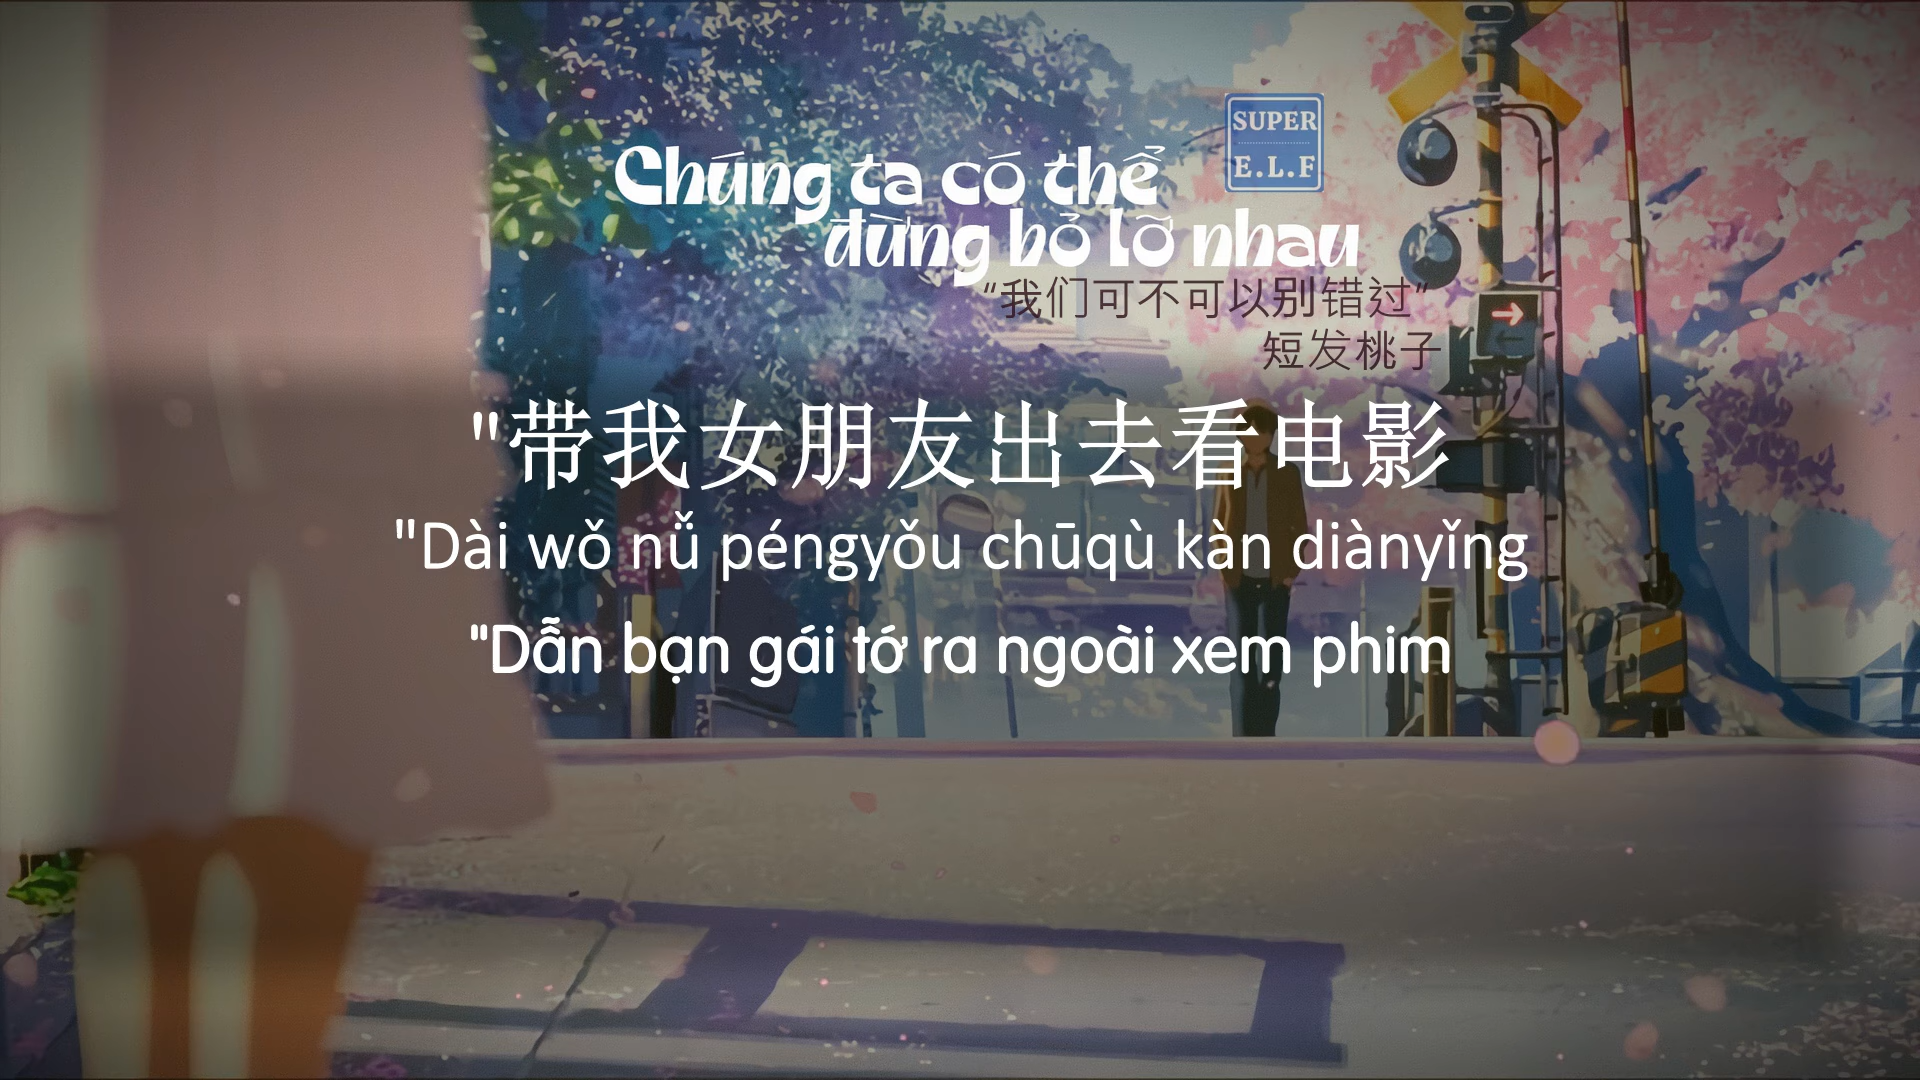 SUPER
E.L.F
Chúng ta có thể
đừng bỏ lỡ nhau
“我们可不可以别错过”
短发桃子
"带我女朋友出去看电影
"Dài wǒ nǚ péngyǒu chūqù kàn diànyǐng
"Dẫn bạn gái tớ ra ngoài xem phim